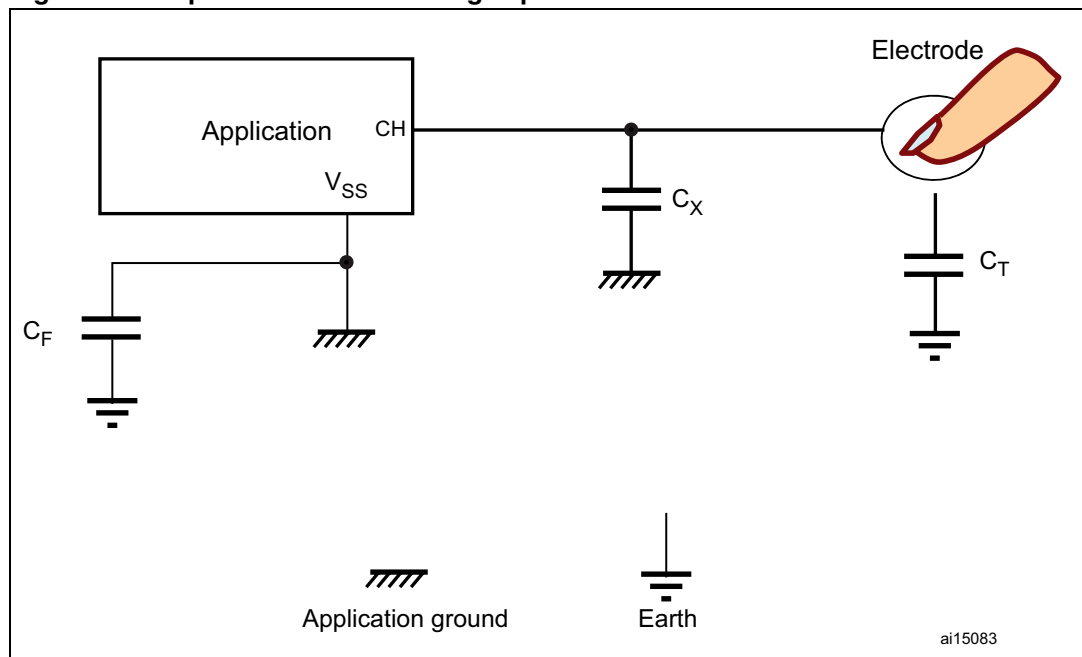 Electrode
Application
CH
VSS
CX
CT
CF
Application ground
Earth
ai15083